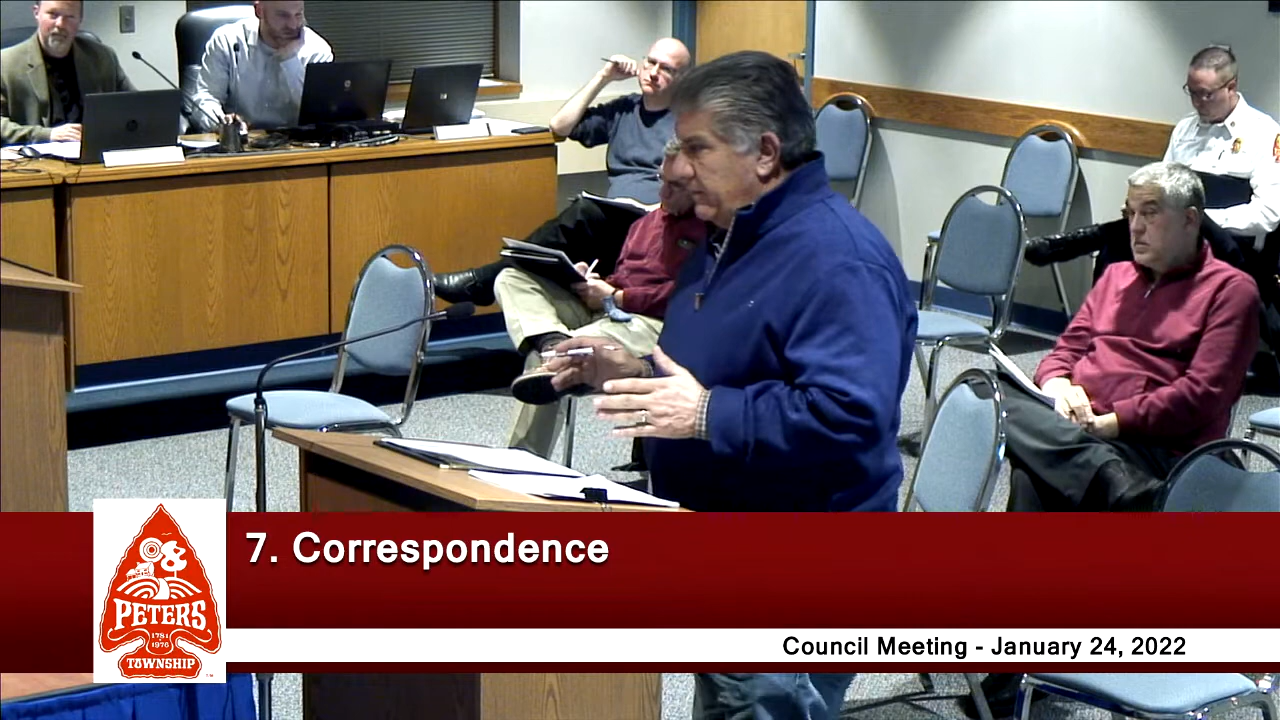 7. Correspondence
PETERS
1781
1976
TOWNSHIP
Council Meeting - January 24, 2022